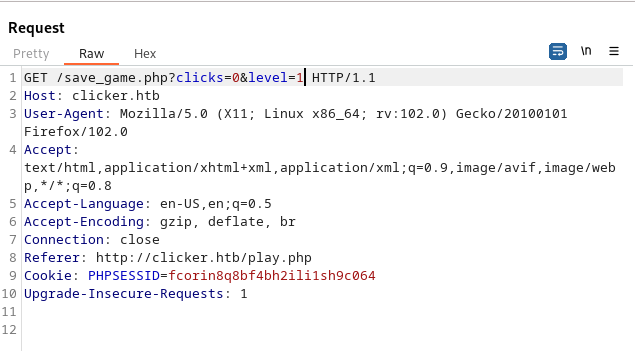 Request
Pretty Raw Hex \n
1 GET /save_game.php?clicks=0&level=1 HTTP/1.1
2 Host: clicker.htb
3 User-Agent: Mozilla/5.0 (X11; Linux x86_64; rv:102.0) Gecko/20100101
Firefox/102.0
4 Accept:
text/html,application/xhtml+xml,application/xml;q=0.9,image/avif,image/web
p,*/*;q=0.8
5 Accept-Language: en-US,en;q=0.5
6 Accept-Encoding: gzip, deflate, br
7 Connection: close
8 Referer: http://clicker.htb/play.php
9 Cookie: PHPSESSID=fcorin8q8bf4bh2ili1sh9c064
10 Upgrade-Insecure-Requests: 1
11
12